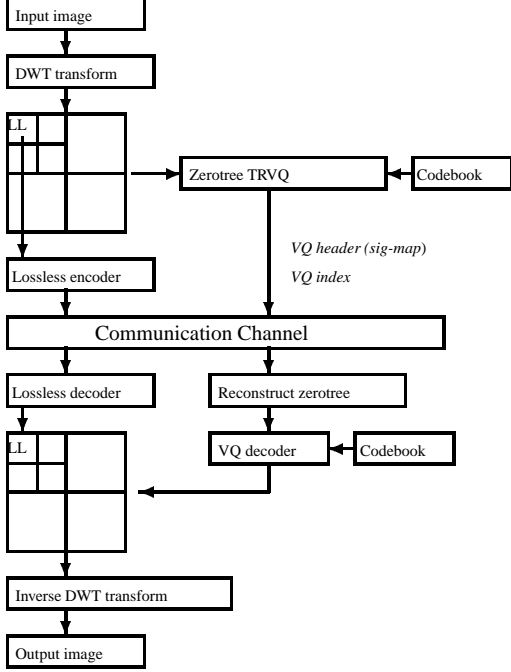 Input image
DWT transform
LL
Zerotree TRVQ
Codebook
VQ header (sig-map)
VQ index
Lossless encoder
Communication Channel
Lossless decoder
Reconstruct zerotree
LL
VQ decoder
Codebook
Inverse DWT transform
Output image